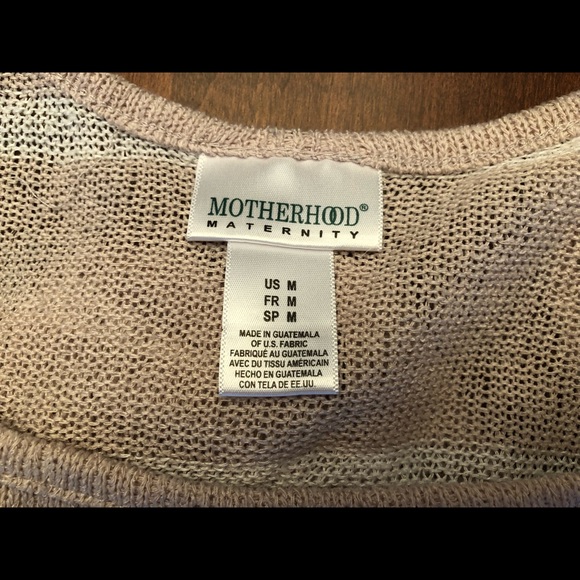 MOTHERHOOD®
MATERNITY
US M
FR M
SP M
MADE IN GUATEMALA
OF U.S. FABRIC
FABRIQUÉ AU GUATEMALA
AVEC DU TISSU AMÉRICAIN
HECHO EN GUATEMALA
CON TELA DE EE.UU.